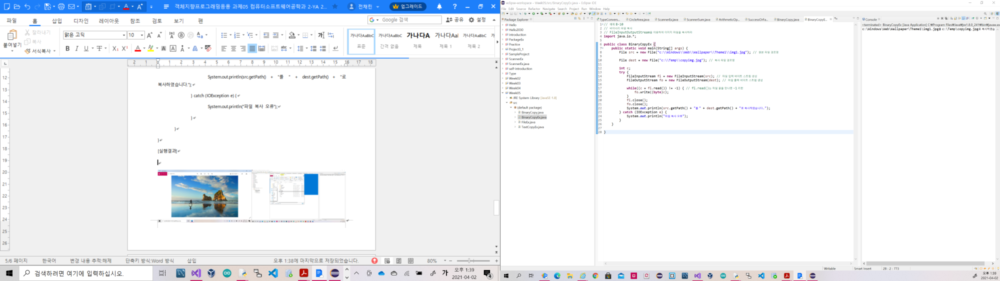 객체지향프로그래밍응용 과제05 컴퓨터소프트웨어공학과 2-YA 2...
전채린
업그레이드
파일 홈 삽입 디자인 레이아웃 참조 검토 보기 펜
Google 검색
공유 설정
붙여넣기
잘라내기
복사
서식복사
맑은 고딕 10
가나다AaBbC 표준
가나다AaBbC 간격 없음
가나다A 제목
가나다Aal 제목 1
가나다AaBbC 제목 2
System.out.println(src.getPath() + "를 " + dest.getPath() + "로
복사하였습니다.");
} catch (IOException e) {
System.out.println("파일 복사 오류");
}
}
}
[실행결과]
5/6 페이지 한국어 변경 내용 추적:해제 단축키 방식:Word 방식 삽입 오후 1:38에 마지막으로 저장되었습니다. 80%
검색하려면 여기에 입력하십시오.
가
오후 1:39
2021-04-02
4
eclipse-workspace - Week05/src/BinaryCopyEx.java - Eclipse IDE
File Edit Source Refactor Navigate Search Project Run Window Help
Package Explorer
Hello
Hello2030
Introduction
PackageEx
Practice
Project3_1
SampleProject
ScannerEx
ScannerEx.java
self-introduction
Type
Week02
Week03
Week04
Week05
JRE System Library [JavaSE-1.8]
src
(default package)
BinaryCopy.java
BinaryCopyEx.java
FileEx.java
TextCopyEx.java
TypeConvers... CircleArea.java ScannerEx.java ScannerSum.java ArithmeticOp... SuccessOrFa... BinaryCopy.java BinaryCopyE...
// 예제 8-10
// 바이너리 파일 복사
// FileInputOutputStream을 이용하여 이미지 파일을 복사하라
import java.io.*;
public class BinaryCopyEx {
public static void main(String[] args) {
File src = new File("c:\\Windows\\Web\\Wallpaper\\Theme1\\img1.jpg"); // 원본 파일 경로명
File dest = new File("c:\\Temp\\copyimg.jpg"); // 복사 파일 경로명
int c;
try {
FileInputStream fi = new FileInputStream(src); // 파일 입력 바이트 스트림 생성
FileOutputStream fo = new FileOutputStream(dest); // 파일 출력 바이트 스트림 생성
while((c = fi.read()) != -1) { // fi.read()는 파일 끝을 만나면 -1 리턴
fo.write((byte)c);
}
fi.close();
fo.close();
System.out.println(src.getPath() + "를 " + dest.getPath() + "로 복사하였습니다.");
} catch (IOException e) {
System.out.println("파일 복사 오류");
}
}
}
Console
<terminated> BinaryCopyEx [Java Application] C:\Program Files\Java\jre1.8.0_241\bin\javaw.ex
c:\Windows\Web\Wallpaper\Theme1\img1.jpg를 c:\Temp\copyimg.jpg로 복사하였습
Writable Smart Insert 28 : 2 : 773
오후 1:39
2021-04-02